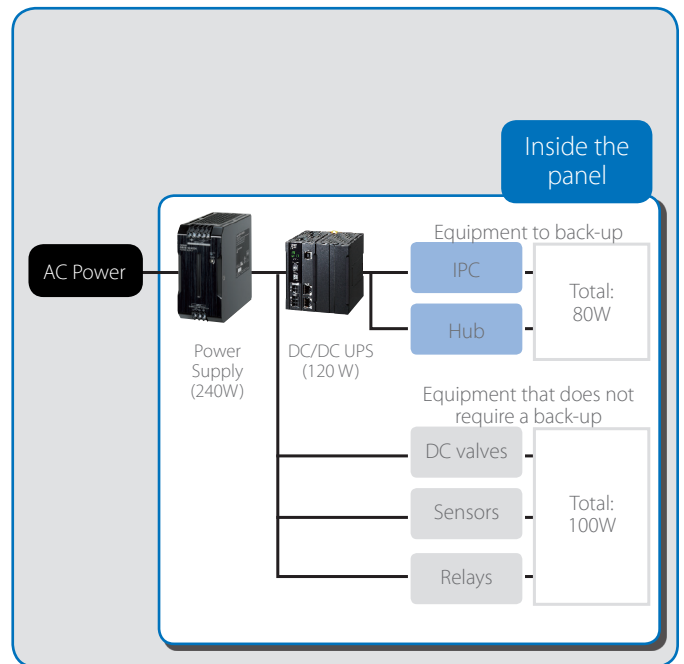 Inside the
panel
Equipment to back-up
AC Power
IPC
Total:
80W
Hub
Power
Supply
(240W)
DC/DC UPS
(120 W)
Equipment that does not
require a back-up
DC valves
Sensors
Total:
100W
Relays